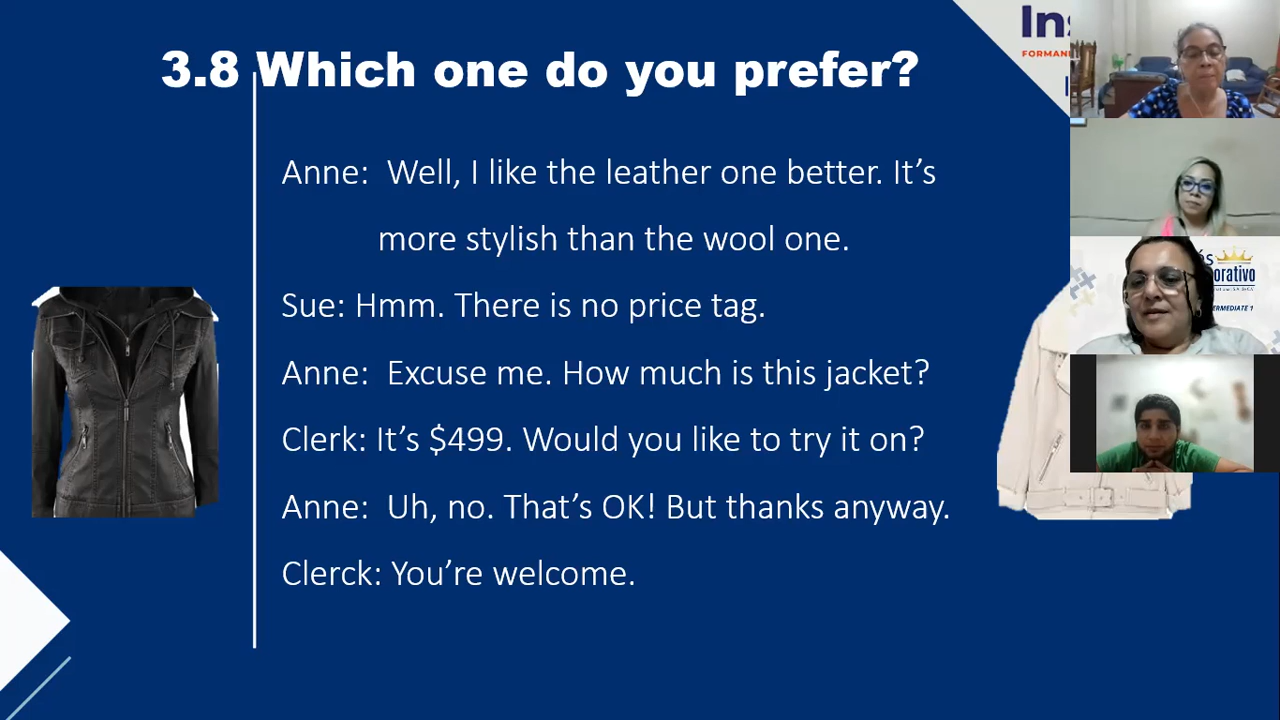 3.8 Which one do you prefer?
Anne: Well, I like the leather one better. It’s
more stylish than the wool one.
Sue: Hmm. There is no price tag.
Anne: Excuse me. How much is this jacket?
Clerk: It’s $499. Would you like to try it on?
Anne: Uh, no. That’s OK! But thanks anyway.
Clerck: You’re welcome.